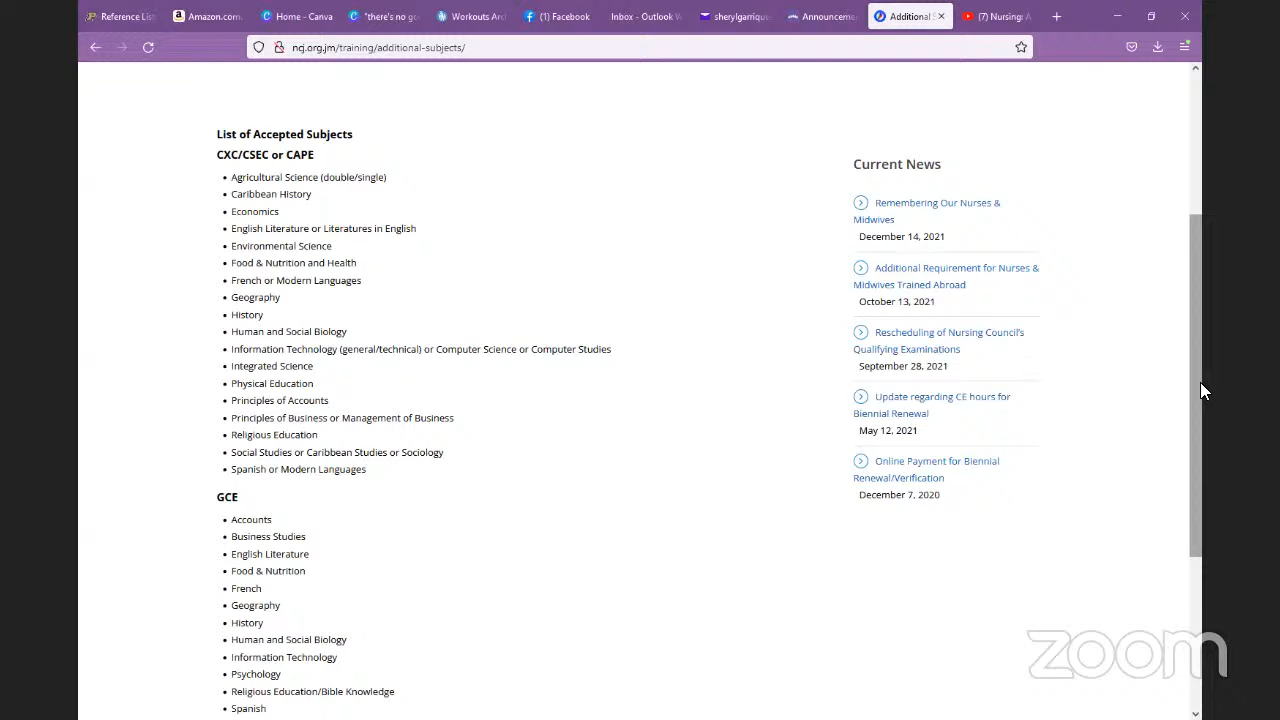 Reference List
Amazon.com.
Home - Canva
"there's no go
Workouts Arc
(1) Facebook
Inbox - Outlook W
sherylgarriqu
Announceme
Additional S
(7) Nursing: A
ncj.org.jm/training/additional-subjects/
List of Accepted Subjects
CXC/CSEC or CAPE
• Agricultural Science (double/single)
• Caribbean History
• Economics
• English Literature or Literatures in English
• Environmental Science
• Food & Nutrition and Health
• French or Modern Languages
• Geography
• History
• Human and Social Biology
• Information Technology (general/technical) or Computer Science or Computer Studies
• Integrated Science
• Physical Education
• Principles of Accounts
• Principles of Business or Management of Business
• Religious Education
• Social Studies or Caribbean Studies or Sociology
• Spanish or Modern Languages
GCE
• Accounts
• Business Studies
• English Literature
• Food & Nutrition
• French
• Geography
• History
• Human and Social Biology
• Information Technology
• Psychology
• Religious Education/Bible Knowledge
• Spanish
Current News
Remembering Our Nurses &
Midwives
December 14, 2021
Additional Requirement for Nurses &
Midwives Trained Abroad
October 13, 2021
Rescheduling of Nursing Council's
Qualifying Examinations
September 28, 2021
Update regarding CE hours for
Biennial Renewal
May 12, 2021
Online Payment for Biennial
Renewal/Verification
December 7, 2020
zoom